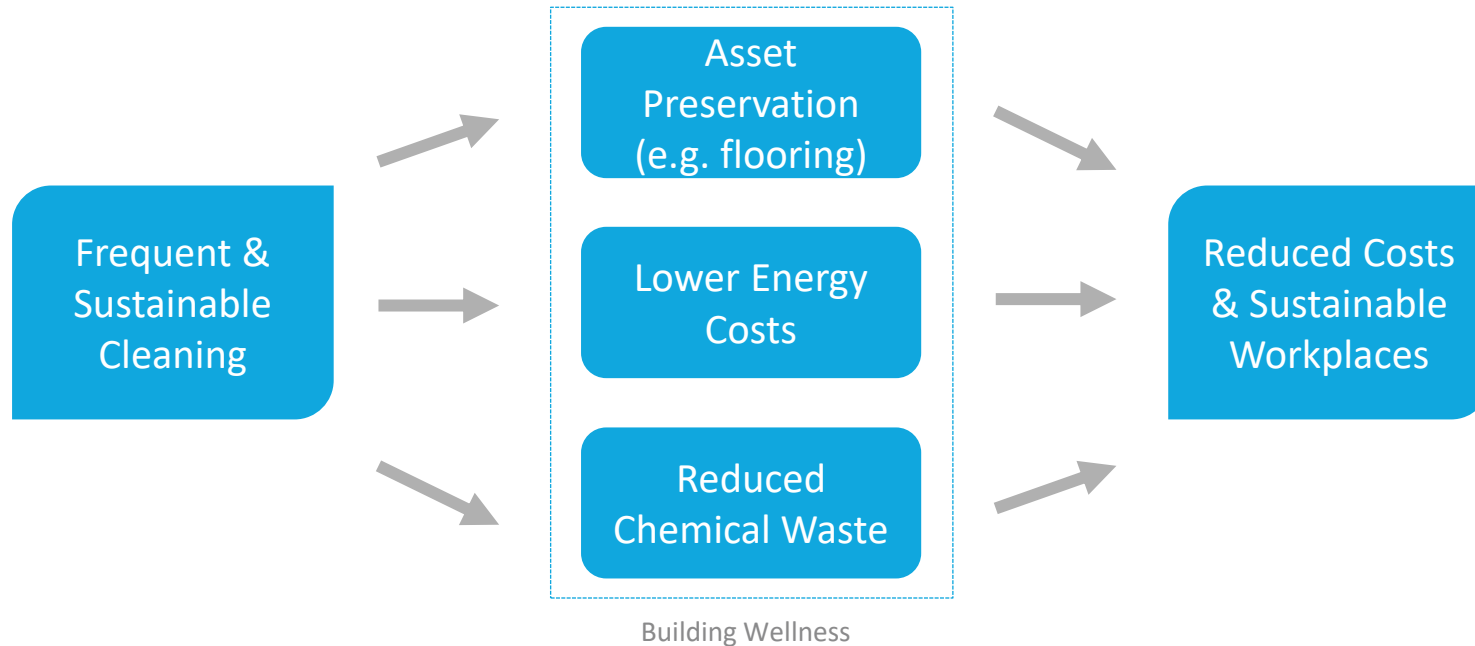 Frequent &
Sustainable
Cleaning
Asset
Preservation
(e.g. flooring)
Lower Energy
Costs
Reduced
Chemical Waste
Building Wellness
Reduced Costs
& Sustainable
Workplaces